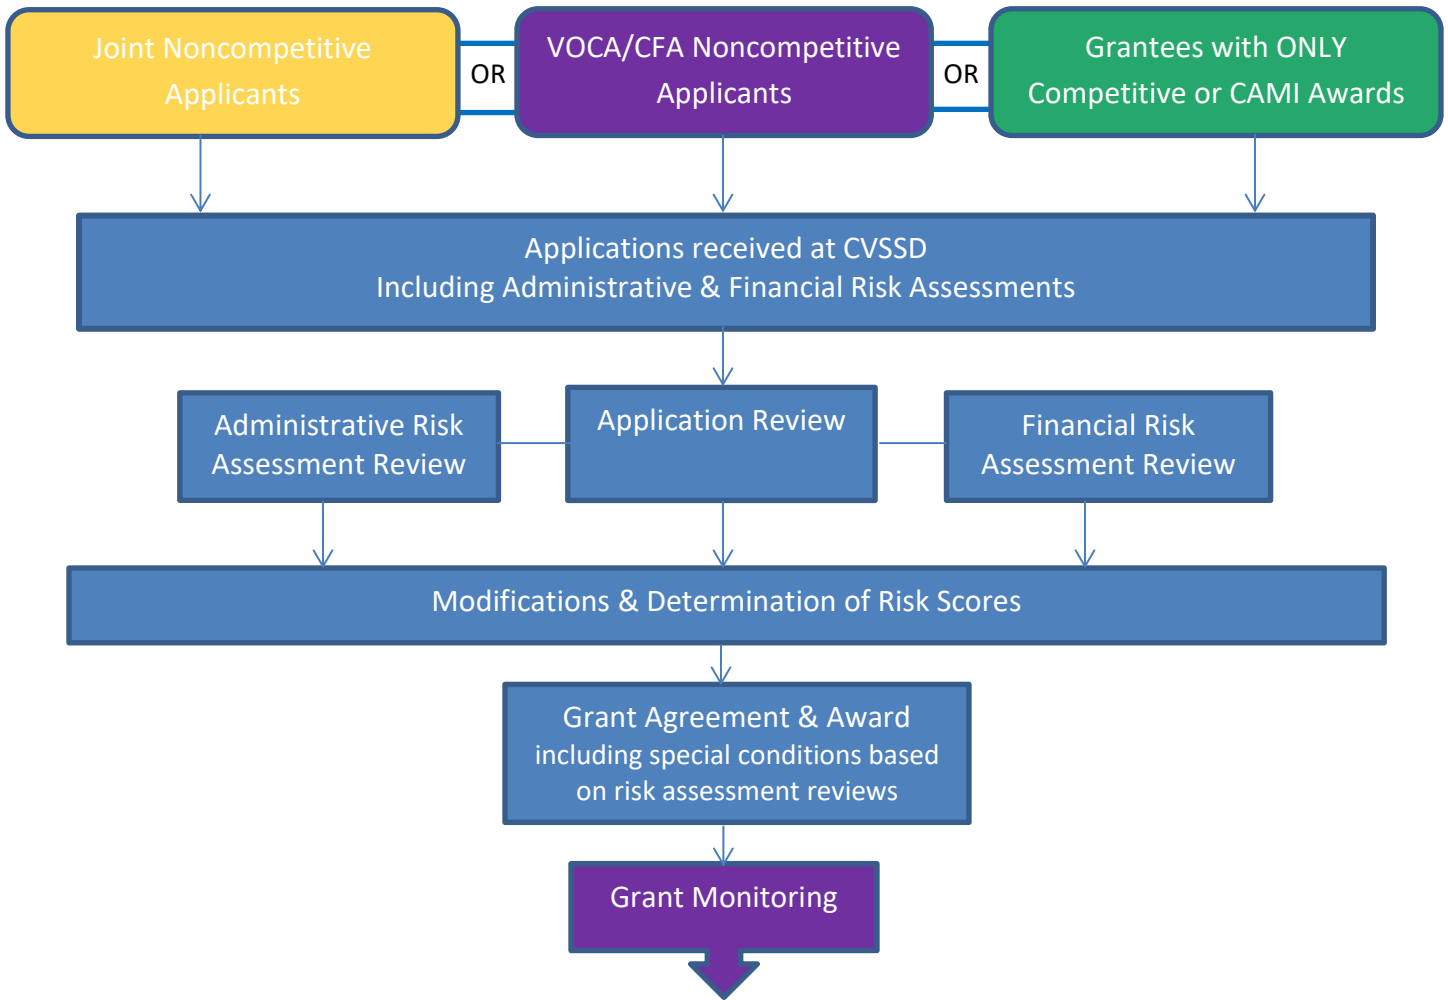 Joint Noncompetitive
Applicants
OR
VOCA/CFA Noncompetitive
Applicants
OR
Grantees with ONLY
Competitive or CAMI Awards
Applications received at CVSSD
Including Administrative & Financial Risk Assessments
Administrative Risk
Assessment Review
Application Review
Financial Risk
Assessment Review
Modifications & Determination of Risk Scores
Grant Agreement & Award
including special conditions based
on risk assessment reviews
Grant Monitoring